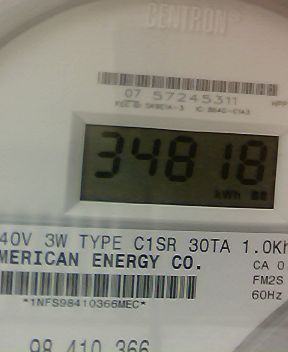 CENTRON
07 57245311
34818
kWh 88
40V 3W TYPE C1SR 30TA 1.0Kh
MERICAN ENERGY CO.
CA 0
FM2S
60Hz
*1NFS98410366MEC*
98 410 366